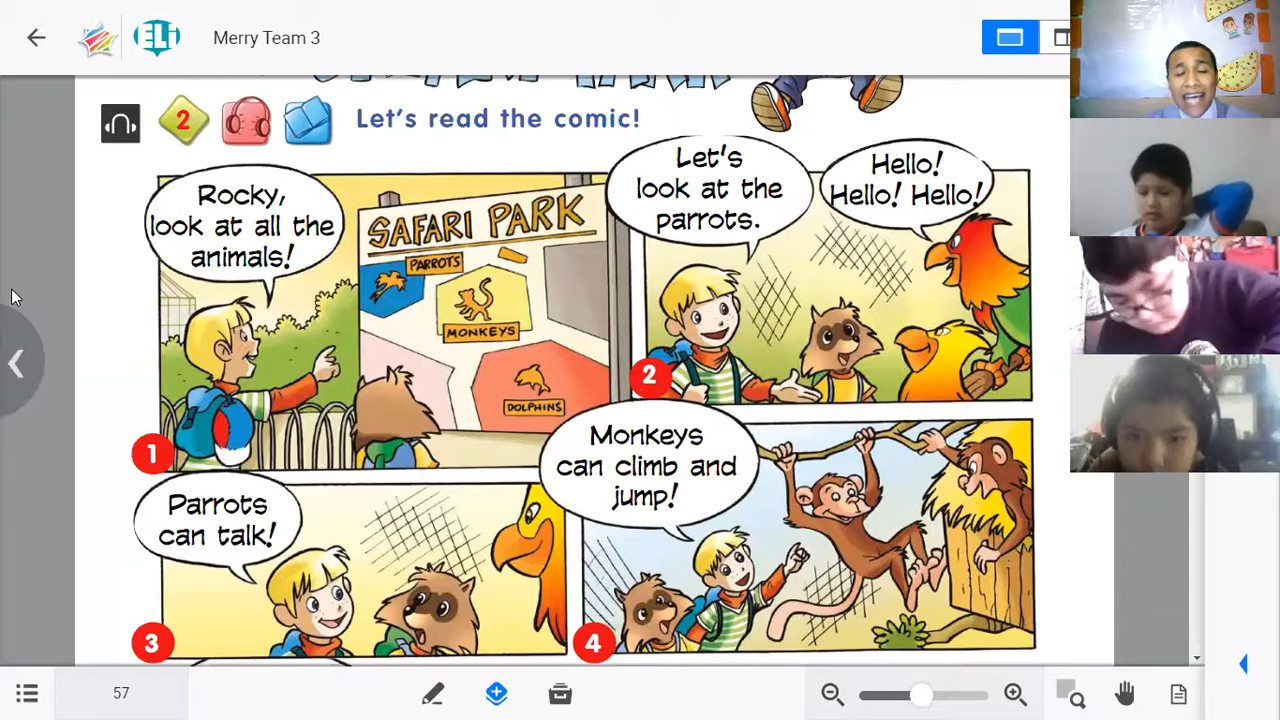 ELi
Merry Team 3
2
Let's read the comic!
Rocky,
look at all the
animals!
SAFARI PARK
PARROTS
MONKEYS
DOLPHINS
1
Let's
look at the
parrots.
Hello!
Hello! Hello!
2
Parrots
can talk!
3
Monkeys
can climb and
jump!
4
57